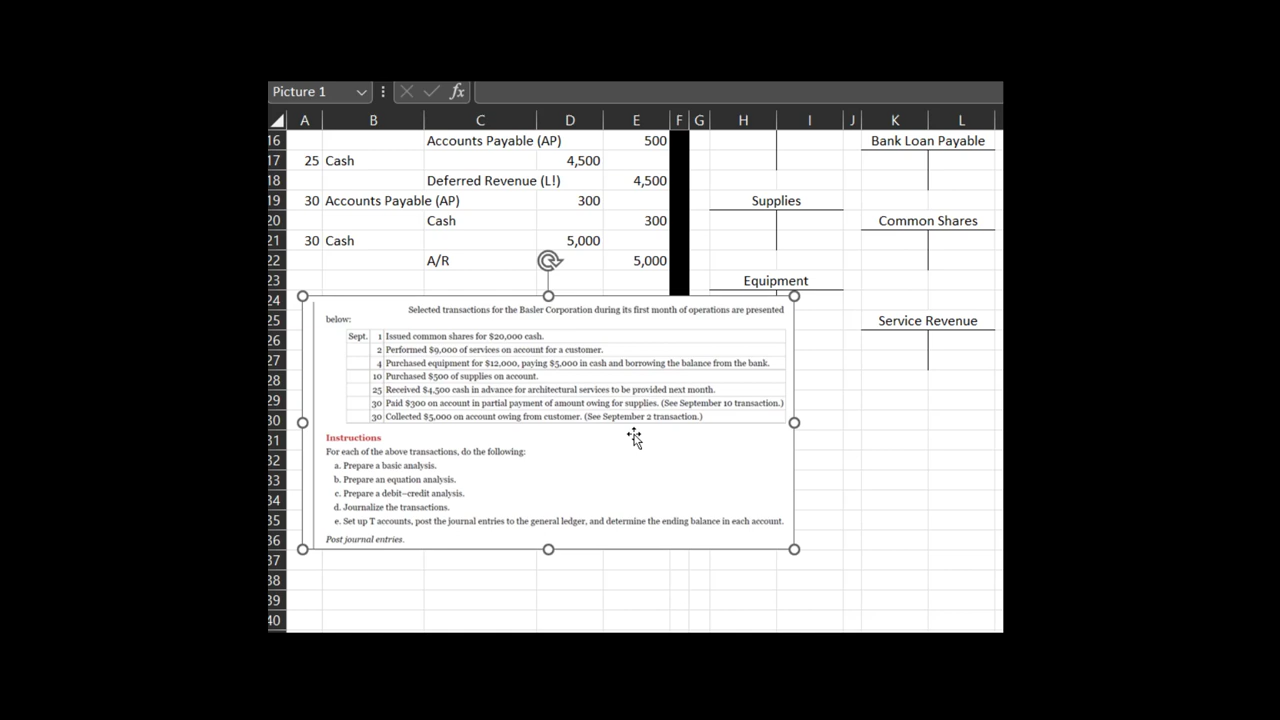 Picture 1 fx
A B C D E F G H I J K L
16 Accounts Payable (AP) 500 Bank Loan Payable
17 25 Cash 4,500
18 Deferred Revenue (L!) 4,500
19 30 Accounts Payable (AP) 300 Supplies
20 Cash 300 Common Shares
21 30 Cash 5,000
22 A/R 5,000
23 Equipment
24
Selected transactions for the Basler Corporation during its first month of operations are presented
25 below: Service Revenue
Sept. 1 Issued common shares for $20,000 cash.
26
2 Performed $9,000 of services on account for a customer.
27 4 Purchased equipment for $12,000, paying $5,000 in cash and borrowing the balance from the bank.
28 10 Purchased $500 of supplies on account.
25 Received $4,500 cash in advance for architectural services to be provided next month.
29 30 Paid $300 on account in partial payment of amount owing for supplies. (See September 10 transaction.)
30 30 Collected $5,000 on account owing from customer. (See September 2 transaction.)
31 Instructions
For each of the above transactions, do the following:
32 a. Prepare a basic analysis.
33 b. Prepare an equation analysis.
34 c. Prepare a debit–credit analysis.
d. Journalize the transactions.
35 e. Set up T accounts, post the journal entries to the general ledger, and determine the ending balance in each account.
36 Post journal entries.
37
38
39
40